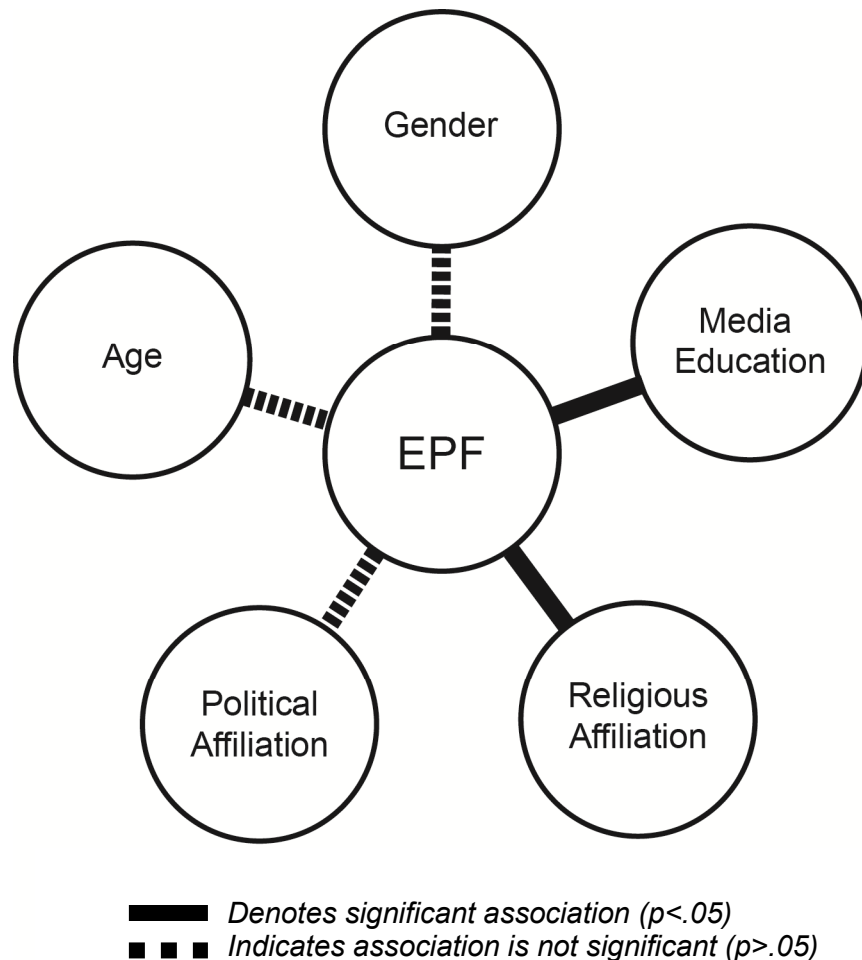 Gender
Media
Education
Age
EPF
Political
Affiliation
Religious
Affiliation
Denotes significant association (p<.05)
Indicates association is not significant (p>.05)